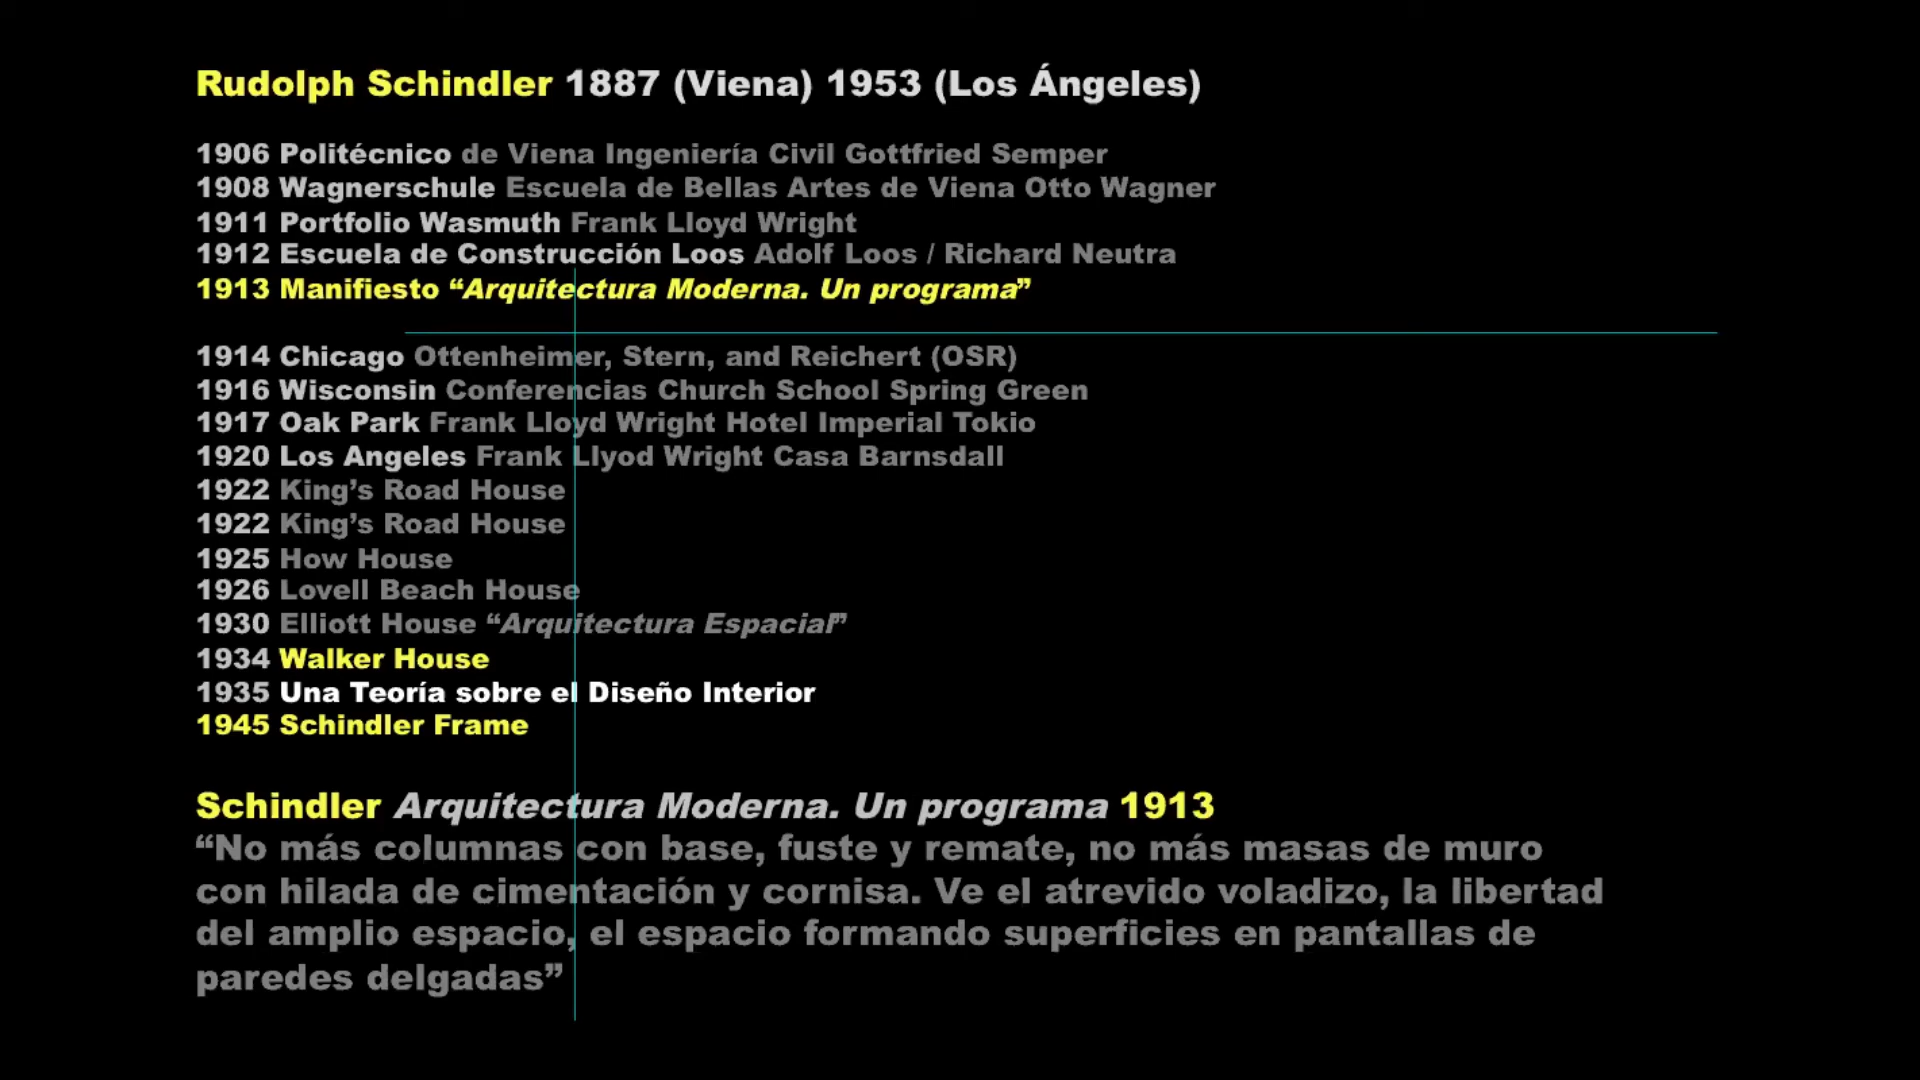 Rudolph Schindler 1887 (Viena) 1953 (Los Ángeles)
1906 Politécnico de Viena Ingeniería Civil Gottfried Semper
1908 Wagnerschule Escuela de Bellas Artes de Viena Otto Wagner
1911 Portfolio Wasmuth Frank Lloyd Wright
1912 Escuela de Construcción Loos Adolf Loos / Richard Neutra
1913 Manifiesto “Arquitectura Moderna. Un programa”
1914 Chicago Ottenheimer, Stern, and Reichert (OSR)
1916 Wisconsin Conferencias Church School Spring Green
1917 Oak Park Frank Lloyd Wright Hotel Imperial Tokio
1920 Los Angeles Frank Llyod Wright Casa Barnsdall
1922 King’s Road House
1922 King’s Road House
1925 How House
1926 Lovell Beach House
1930 Elliott House “Arquitectura Espacial”
1934 Walker House
1935 Una Teoría sobre el Diseño Interior
1945 Schindler Frame
Schindler Arquitectura Moderna. Un programa 1913
“No más columnas con base, fuste y remate, no más masas de muro
con hilada de cimentación y cornisa. Ve el atrevido voladizo, la libertad
del amplio espacio, el espacio formando superficies en pantallas de
paredes delgadas”